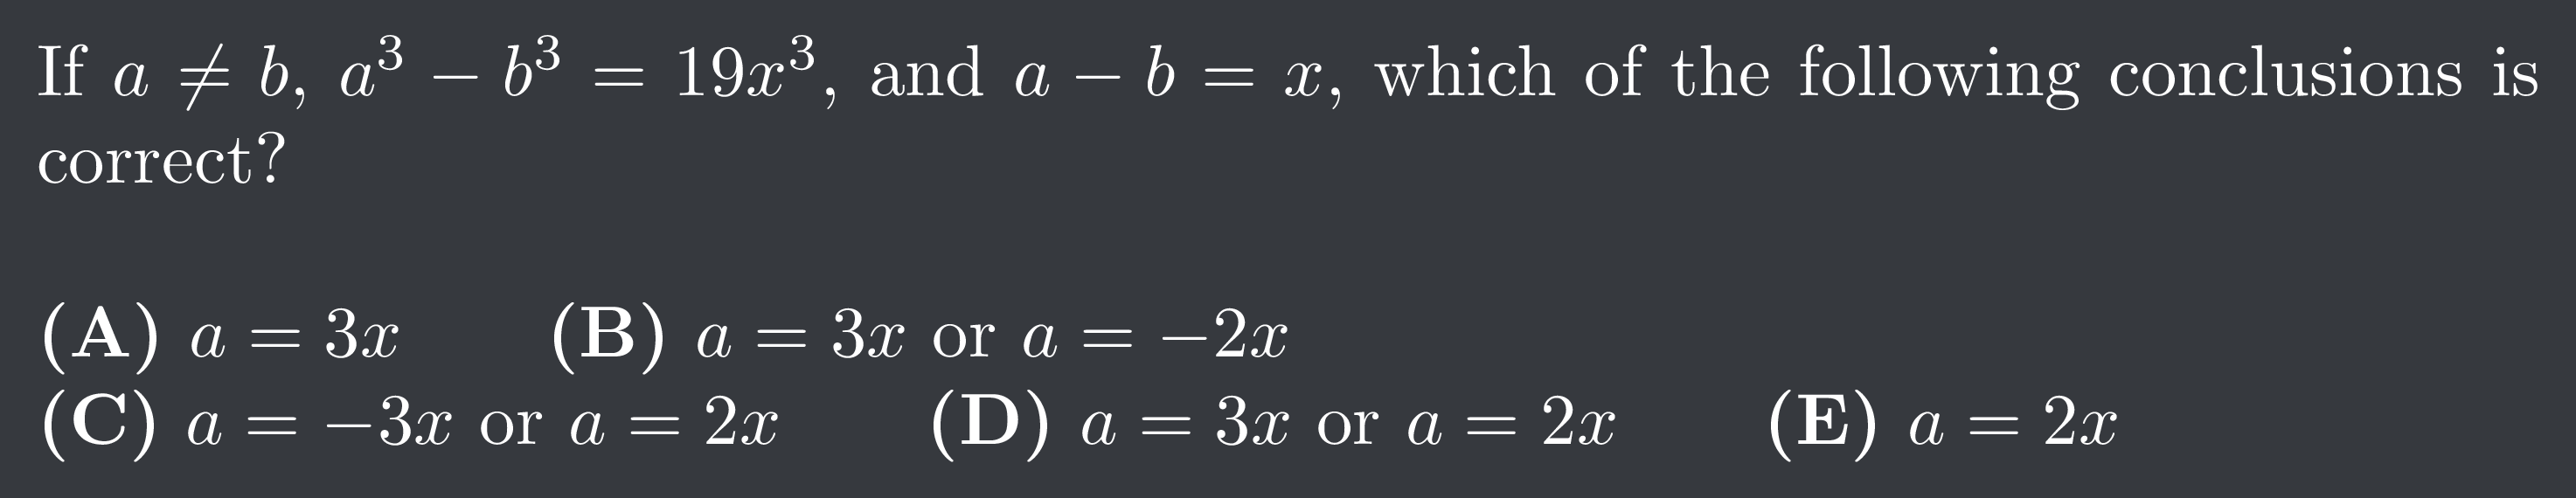 If a ≠ b, a³ − b³ = 19x³, and a − b = x, which of the following conclusions is
correct?
(A) a = 3x (B) a = 3x or a = −2x
(C) a = −3x or a = 2x (D) a = 3x or a = 2x (E) a = 2x